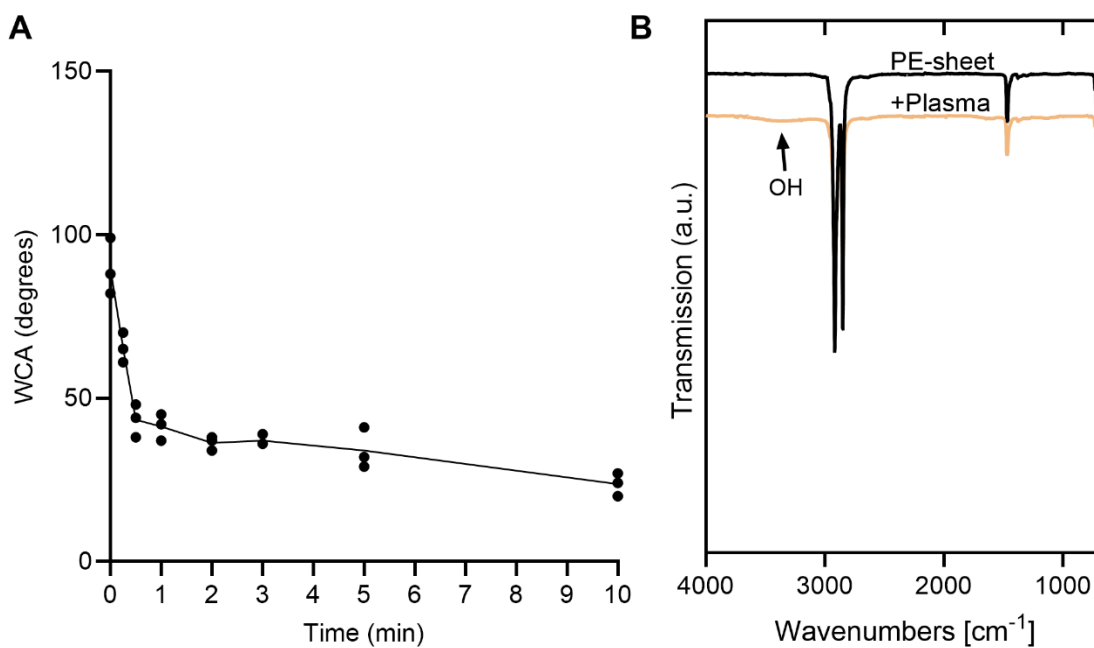 A
150
100
50
0
WCA (degrees)
0 1 2 3 4 5 6 7 8 9 10
Time (min)
B
PE-sheet
+Plasma
OH
Transmission (a.u.)
4000 3000 2000 1000
Wavenumbers [cm⁻¹]